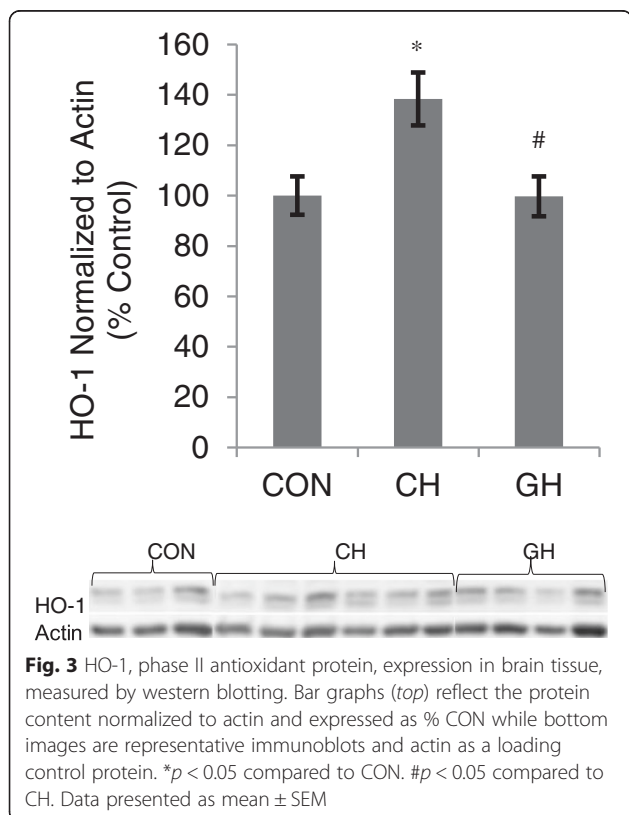 160
140
120
100
80
60
40
20
0
HO-1 Normalized to Actin
(% Control)
*
#
CON CH GH
CON CH GH
HO-1
Actin
Fig. 3 HO-1, phase II antioxidant protein, expression in brain tissue,
measured by western blotting. Bar graphs (top) reflect the protein
content normalized to actin and expressed as % CON while bottom
images are representative immunoblots and actin as a loading
control protein. *p < 0.05 compared to CON. #p < 0.05 compared to
CH. Data presented as mean ± SEM